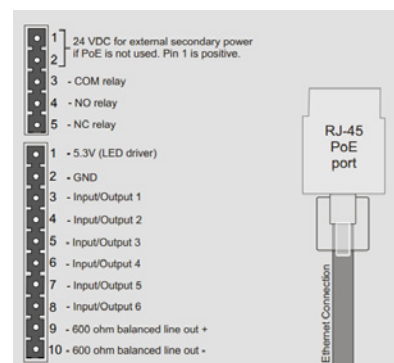 1
2
24 VDC for external secondary power
if PoE is not used. Pin 1 is positive.
3 - COM relay
4 - NO relay
5 - NC relay
1 - 5.3V (LED driver)
2 - GND
3 - Input/Output 1
4 - Input/Output 2
5 - Input/Output 3
6 - Input/Output 4
7 - Input/Output 5
8 - Input/Output 6
9 - 600 ohm balanced line out +
10 - 600 ohm balanced line out -
RJ-45
PoE
port
Ethernet Connection